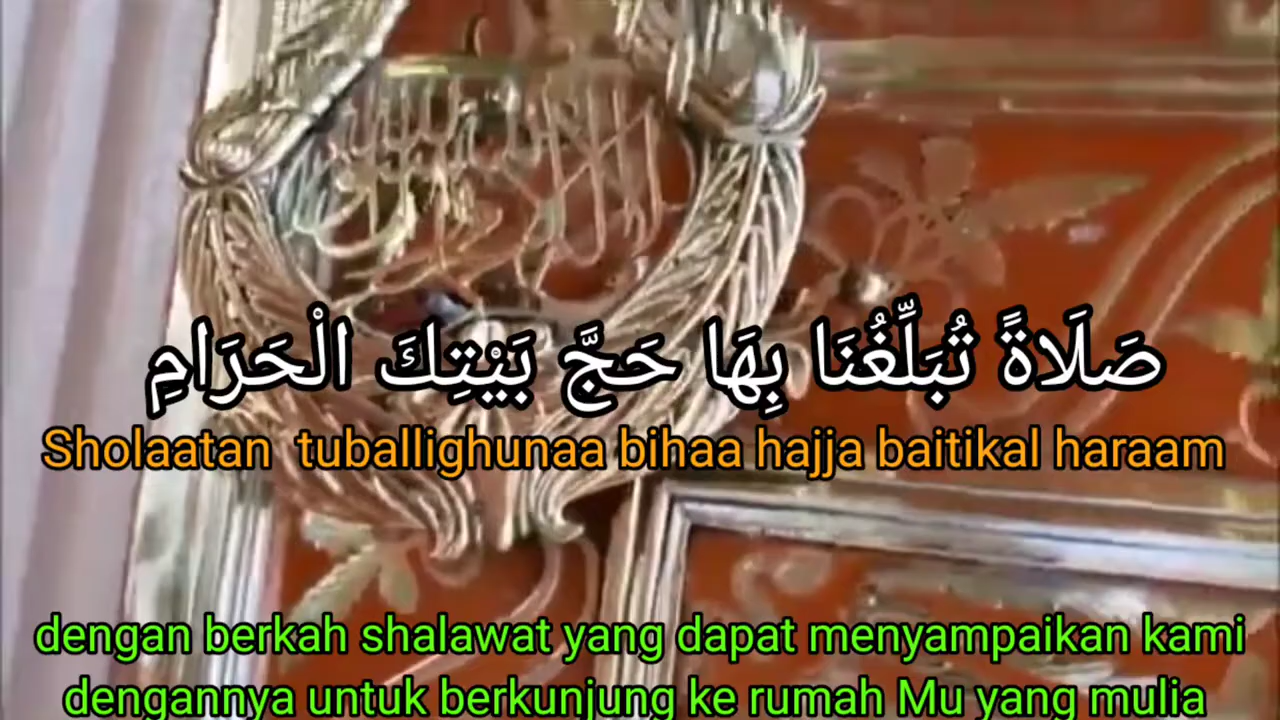 صَلَاةً تُبَلِّغُنَا بِهَا حَجَّ بَيْتِكَ الْحَرَامِ
Sholaatan tuballighunaa bihaa hajja baitikal haraam
dengan berkah shalawat yang dapat menyampaikan kami
dengannya untuk berkunjung ke rumah Mu yang mulia